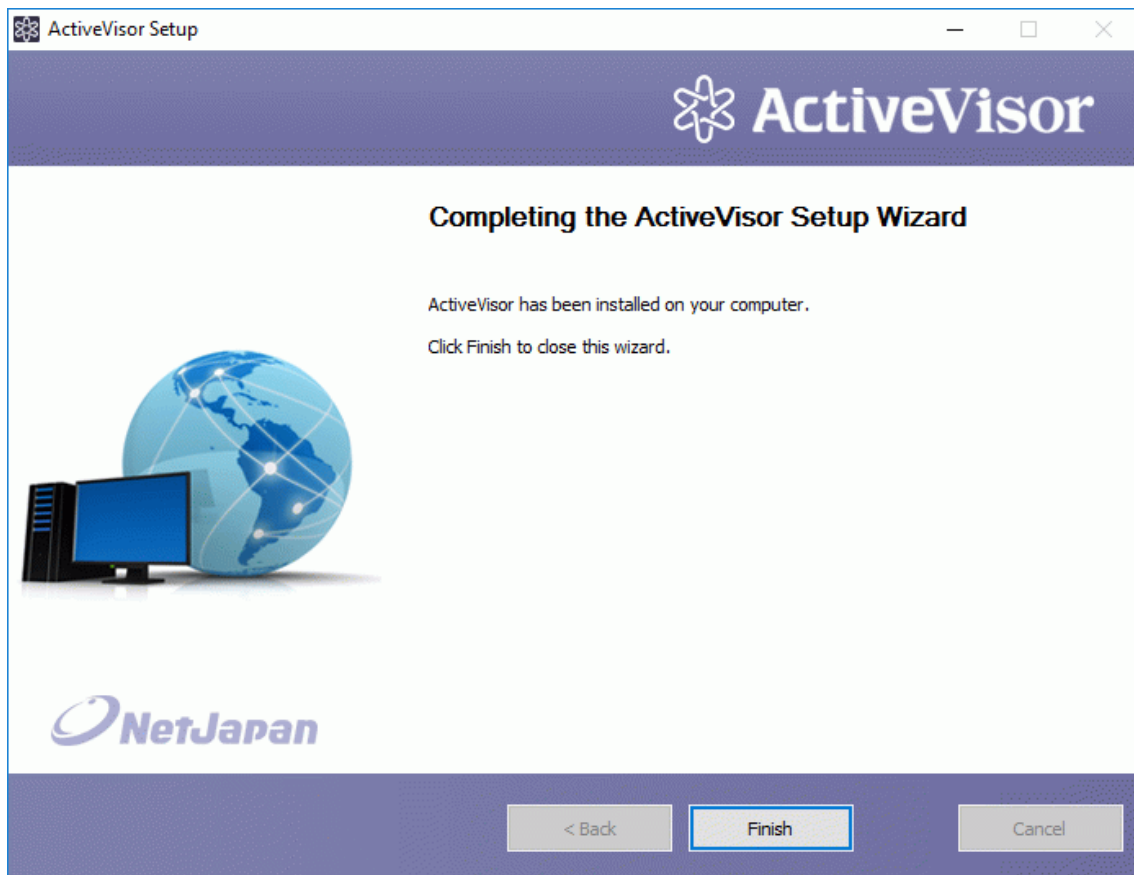 ActiveVisor Setup
ActiveVisor
Completing the ActiveVisor Setup Wizard
ActiveVisor has been installed on your computer.
Click Finish to close this wizard.
NetJapan
< Back
Finish
Cancel